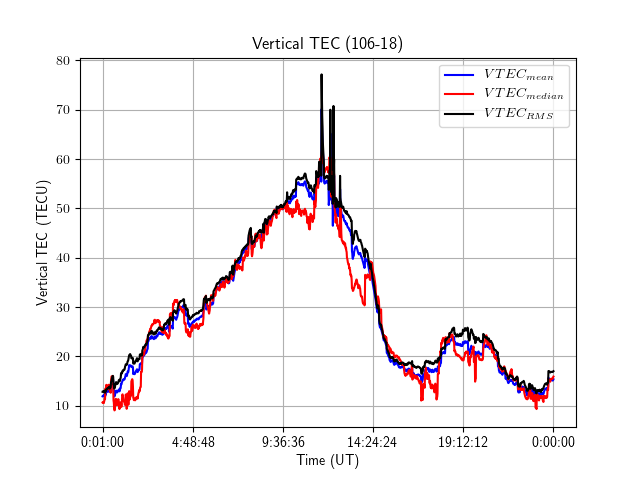 Vertical TEC (106-18)
VTEC_mean
VTEC_median
VTEC_RMS
Vertical TEC (TECU)
80
70
60
50
40
30
20
10
0:01:00 4:48:48 9:36:36 14:24:24 19:12:12 0:00:00
Time (UT)